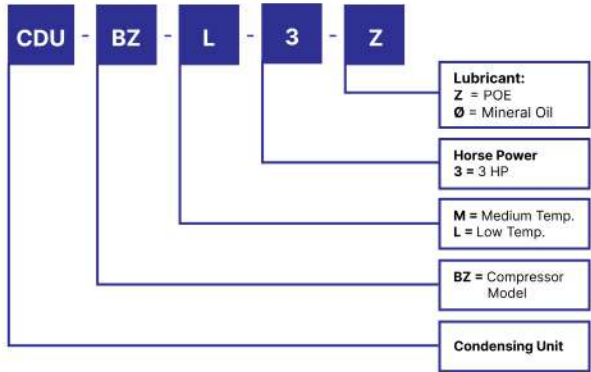 CDU - BZ - L - 3 - Z
Lubricant:
Z = POE
Ø = Mineral Oil
Horse Power
3 = 3 HP
M = Medium Temp.
L = Low Temp.
BZ = Compressor
Model
Condensing Unit